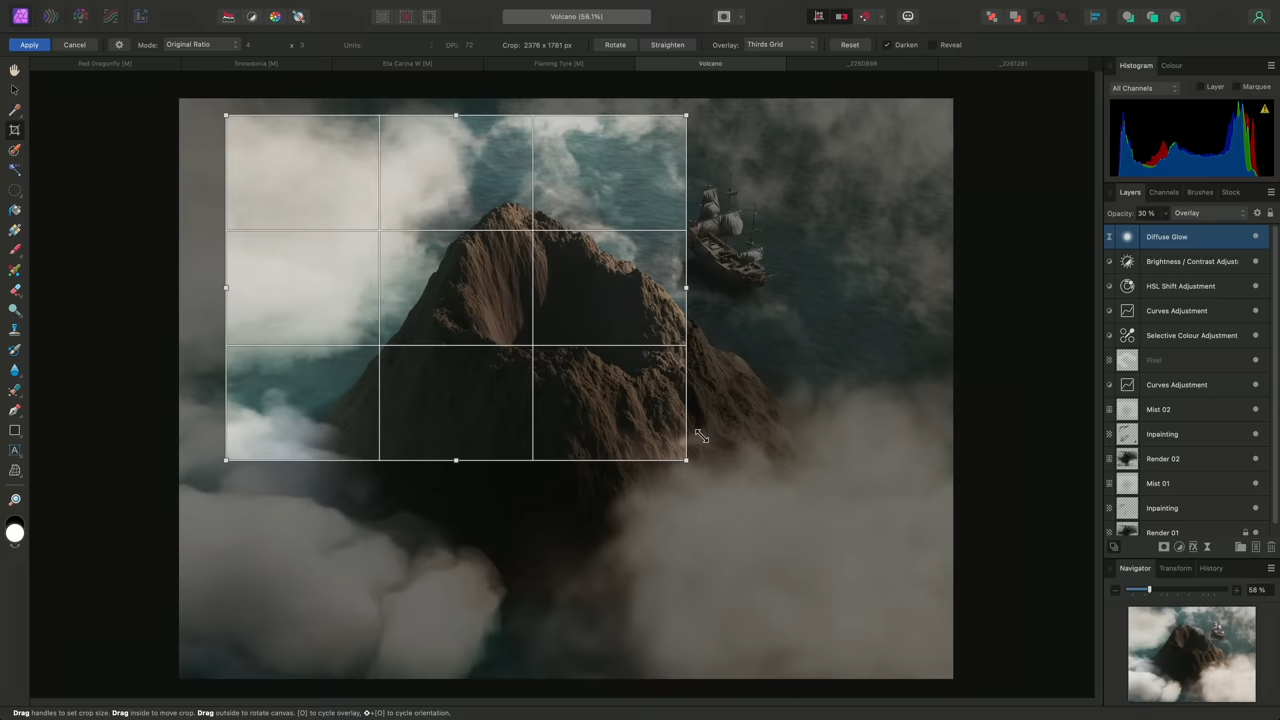 Volcano (58.1%)
Apply Cancel Mode: Original Ratio 4 x 3 Units: DPI: 72 Crop: 2376 x 1781 px Rotate Straighten Overlay: Thirds Grid Reset Darken Reveal
Red Dragonfly [M] Snowdonia [M] Eta Carina W [M] Flaming Tyre [M] Volcano _2260898 _2281281
Histogram Colour
All Channels Layer Marquee
Layers Channels Brushes Stock
Opacity: 30 % Overlay
Diffuse Glow
Brightness / Contrast Adjust
HSL Shift Adjustment
Curves Adjustment
Selective Colour Adjustment
Pixel
Curves Adjustment
Mist 02
Inpainting
Render 02
Mist 01
Inpainting
Render 01
Navigator Transform History
58 %
Drag handles to set crop size. Drag inside to move crop. Drag outside to rotate canvas. [O] to cycle overlay, +[O] to cycle orientation.